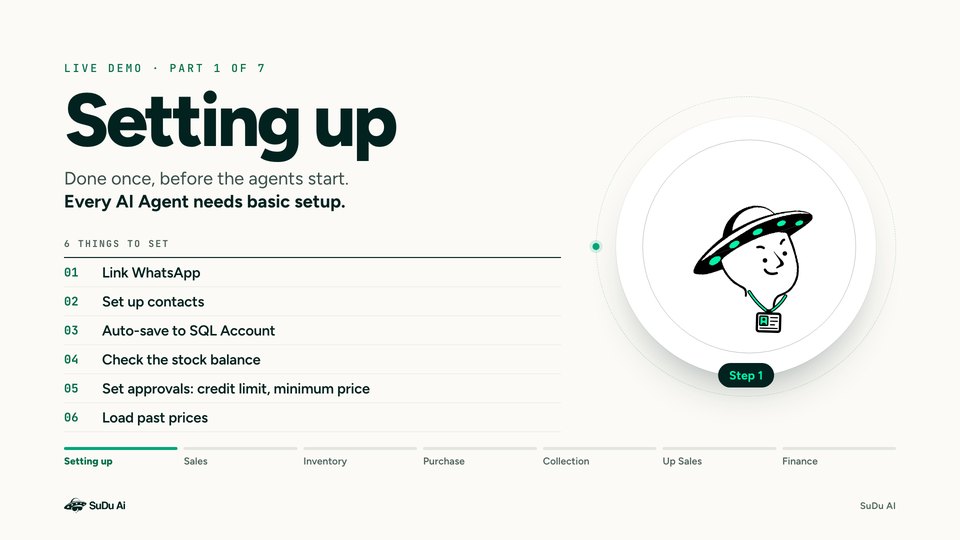 LIVE DEMO · PART 1 OF 7
Setting up
Done once, before the agents start.
Every AI Agent needs basic setup.
6 THINGS TO SET
01 Link WhatsApp
02 Set up contacts
03 Auto-save to SQL Account
04 Check the stock balance
05 Set approvals: credit limit, minimum price
06 Load past prices
Step 1
Setting up Sales Inventory Purchase Collection Up Sales Finance
SuDu Ai
SuDu AI